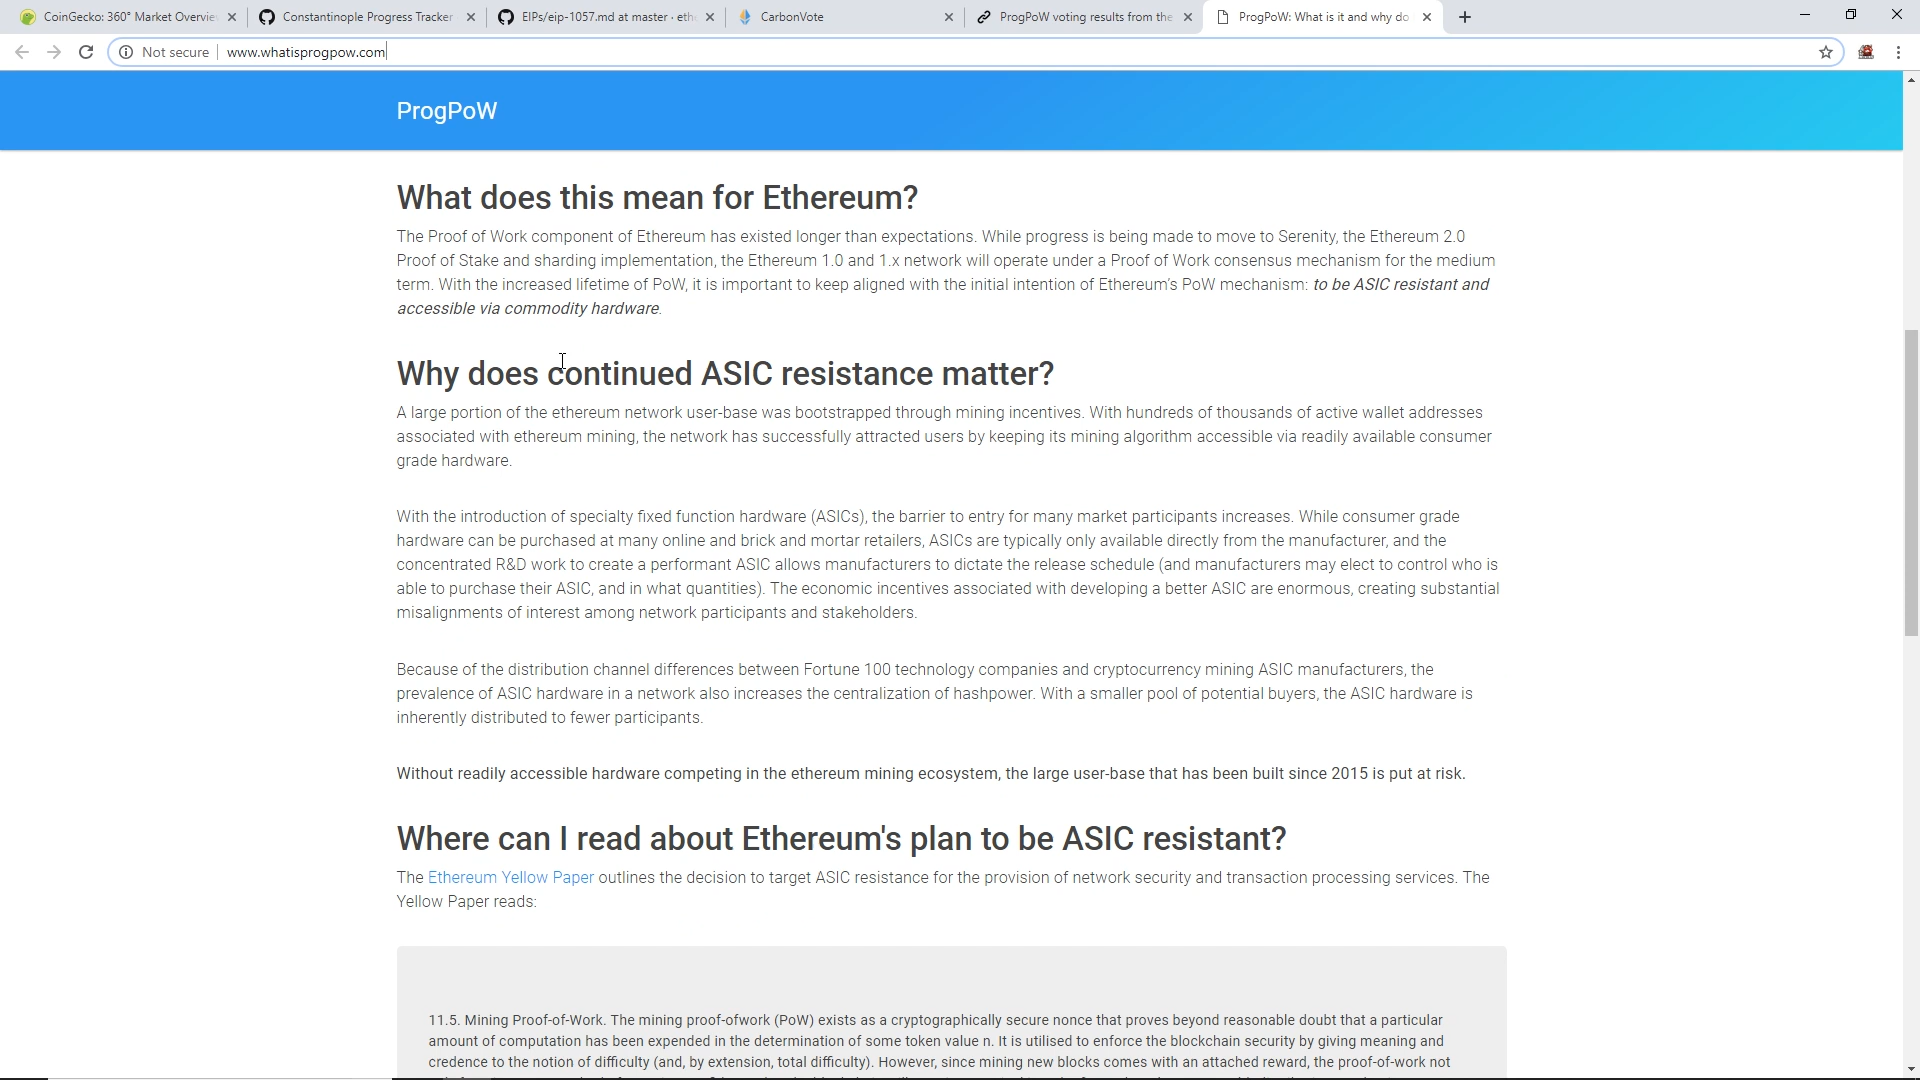 CoinGecko: 360° Market Overvie
Constantinople Progress Tracker
EIPs/eip-1057.md at master · eth
CarbonVote
ProgPoW voting results from the
ProgPoW: What is it and why do
Not secure
www.whatisprogpow.com
ProgPoW
What does this mean for Ethereum?
The Proof of Work component of Ethereum has existed longer than expectations. While progress is being made to move to Serenity, the Ethereum 2.0
Proof of Stake and sharding implementation, the Ethereum 1.0 and 1.x network will operate under a Proof of Work consensus mechanism for the medium
term. With the increased lifetime of PoW, it is important to keep aligned with the initial intention of Ethereum's PoW mechanism: to be ASIC resistant and
accessible via commodity hardware.
Why does continued ASIC resistance matter?
A large portion of the ethereum network user-base was bootstrapped through mining incentives. With hundreds of thousands of active wallet addresses
associated with ethereum mining, the network has successfully attracted users by keeping its mining algorithm accessible via readily available consumer
grade hardware.
With the introduction of specialty fixed function hardware (ASICs), the barrier to entry for many market participants increases. While consumer grade
hardware can be purchased at many online and brick and mortar retailers, ASICs are typically only available directly from the manufacturer, and the
concentrated R&D work to create a performant ASIC allows manufacturers to dictate the release schedule (and manufacturers may elect to control who is
able to purchase their ASIC, and in what quantities). The economic incentives associated with developing a better ASIC are enormous, creating substantial
misalignments of interest among network participants and stakeholders.
Because of the distribution channel differences between Fortune 100 technology companies and cryptocurrency mining ASIC manufacturers, the
prevalence of ASIC hardware in a network also increases the centralization of hashpower. With a smaller pool of potential buyers, the ASIC hardware is
inherently distributed to fewer participants.
Without readily accessible hardware competing in the ethereum mining ecosystem, the large user-base that has been built since 2015 is put at risk.
Where can I read about Ethereum's plan to be ASIC resistant?
The Ethereum Yellow Paper outlines the decision to target ASIC resistance for the provision of network security and transaction processing services. The
Yellow Paper reads:
11.5. Mining Proof-of-Work. The mining proof-ofwork (PoW) exists as a cryptographically secure nonce that proves beyond reasonable doubt that a particular
amount of computation has been expended in the determination of some token value n. It is utilised to enforce the blockchain security by giving meaning and
credence to the notion of difficulty (and, by extension, total difficulty). However, since mining new blocks comes with an attached reward, the proof-of-work not